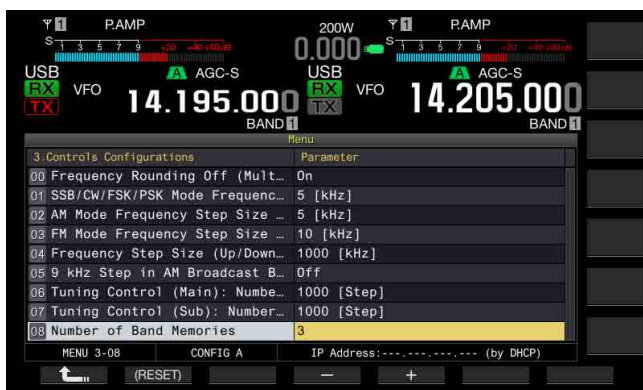 1 P.AMP 200W 1 P.AMP
S 1 3 5 7 9 +20 +40 +60dB 0.000 S 1 3 5 7 9 +20 +40 +60dB
USB A AGC-S USB A AGC-S
RX VFO 14.195.000 RX VFO 14.205.000
TX TX
BAND 1 BAND 1
Menu
3.Controls Configurations Parameter
00 Frequency Rounding Off (Mult… On
01 SSB/CW/FSK/PSK Mode Frequenc… 5 [kHz]
02 AM Mode Frequency Step Size … 5 [kHz]
03 FM Mode Frequency Step Size … 10 [kHz]
04 Frequency Step Size (Up/Down… 1000 [kHz]
05 9 kHz Step in AM Broadcast B… Off
06 Tuning Control (Main): Numbe… 1000 [Step]
07 Tuning Control (Sub): Number… 1000 [Step]
08 Number of Band Memories 3
MENU 3-08 CONFIG A IP Address:---.---.---.--- (by DHCP)
(RESET) − +